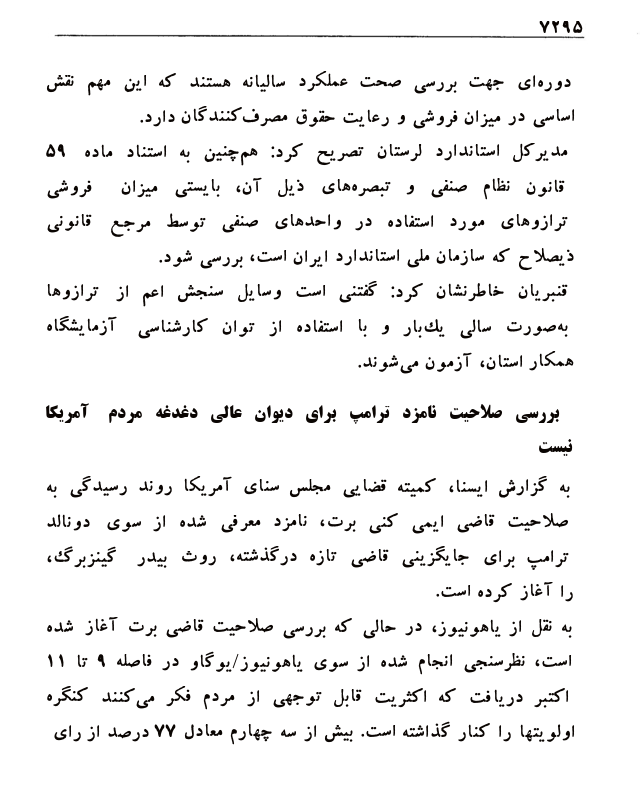 ۷۲۹۵
دوره‌ای جهت بررسی صحت عملکرد سالیانه هستند که این مهم نقش
اساسی در میزان فروشی و رعایت حقوق مصرف‌کنندگان دارد.
مدیرکل استاندارد لرستان تصریح کرد: هم‌چنین به استناد ماده ۵۹
قانون نظام صنفی و تبصره‌های ذیل آن، بایستی میزان فروشی
ترازوهای مورد استفاده در واحدهای صنفی توسط مرجع قانونی
ذیصلاح که سازمان ملی استاندارد ایران است، بررسی شود.
قنبریان خاطرنشان کرد: گفتنی است وسایل سنجش اعم از ترازوها
به‌صورت سالی یك‌بار و با استفاده از توان کارشناسی آزمایشگاه
همکار استان، آزمون می‌شوند.
بررسی صلاحیت نامزد ترامپ برای دیوان عالی دغدغه مردم آمریکا
نیست
به گزارش ایسنا، کمیته قضایی مجلس سنای آمریکا روند رسیدگی به
صلاحیت قاضی ایمی کنی برت، نامزد معرفی شده از سوی دونالد
ترامپ برای جایگزینی قاضی تازه درگذشته، روث بیدر گینزبرگ،
را آغاز کرده است.
به نقل از یاهونیوز، در حالی که بررسی صلاحیت قاضی برت آغاز شده
است، نظرسنجی انجام شده از سوی یاهونیوز/یوگاو در فاصله ۹ تا ۱۱
اکتبر دریافت که اکثریت قابل توجهی از مردم فکر می‌کنند کنگره
اولویتها را کنار گذاشته است. بیش از سه چهارم معادل ۷۷ درصد از رای